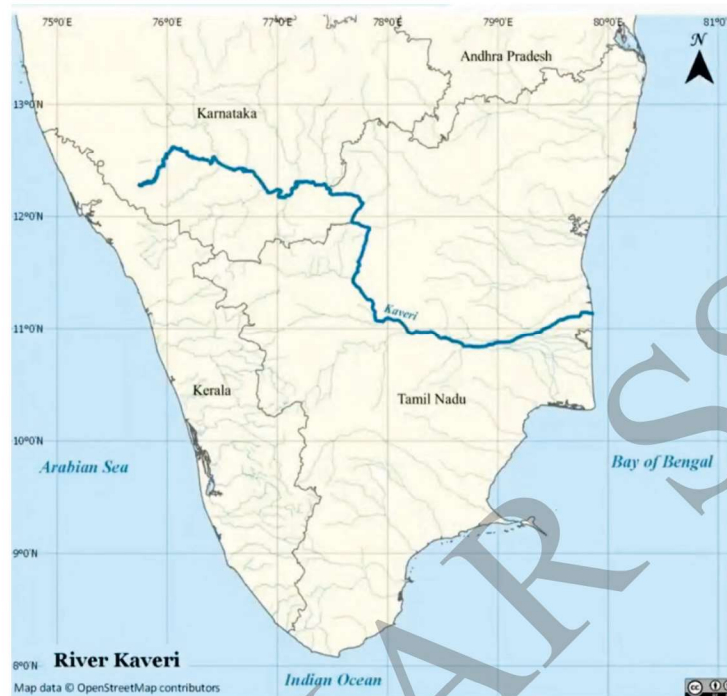 75°0'E 76°0'E 77°0'E 78°0'E 79°0'E 80°0'E 81°0'
N
Andhra Pradesh
13°0'N
Karnataka
12°0'N
Kaveri
11°0'N
Kerala
Tamil Nadu
10°0'N
Arabian Sea
Bay of Bengal
9°0'N
8°0'N
River Kaveri
Indian Ocean
Map data © OpenStreetMap contributors
cc
AR S